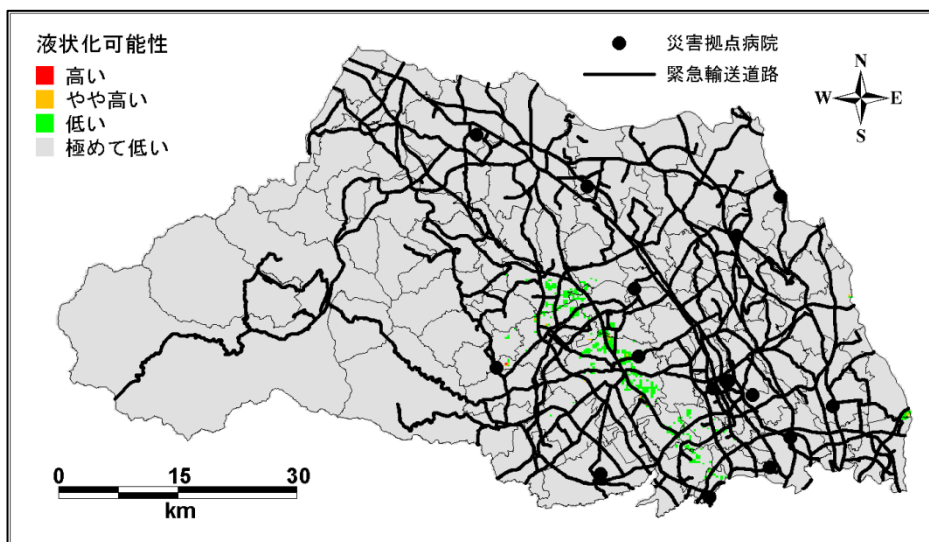 液状化可能性
高い
やや高い
低い
極めて低い
災害拠点病院
緊急輸送道路
N
W E
S
0 15 30
km